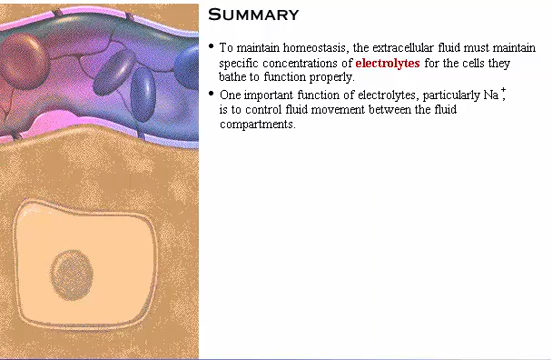 SUMMARY
• To maintain homeostasis, the extracellular fluid must maintain
specific concentrations of electrolytes for the cells they
bathe to function properly.
• One important function of electrolytes, particularly Na⁺,
is to control fluid movement between the fluid
compartments.